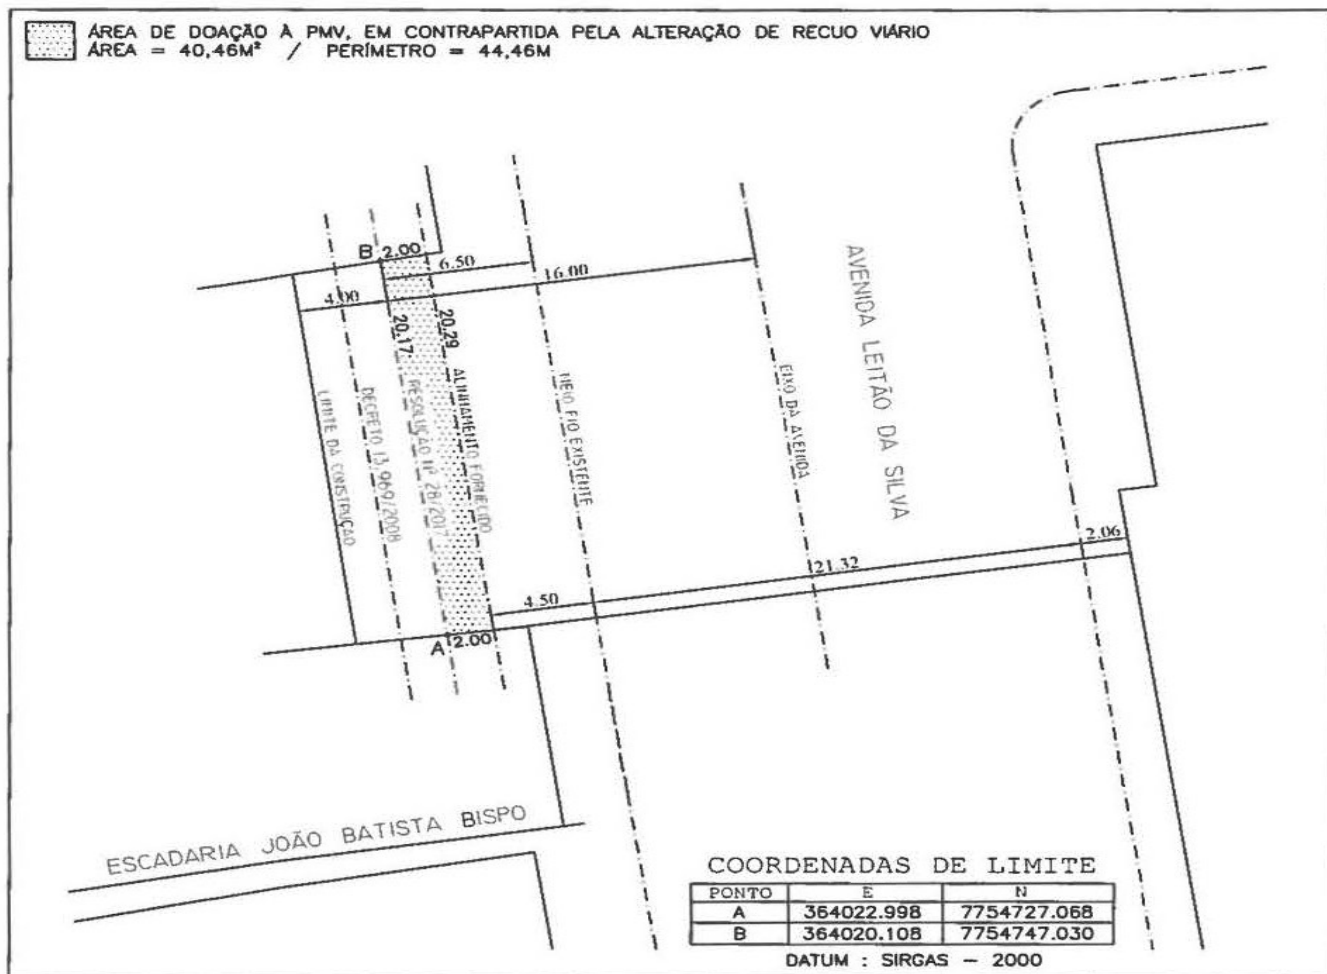 ÁREA DE DOAÇÃO À PMV, EM CONTRAPARTIDA PELA ALTERAÇÃO DE RECUO VIÁRIO
ÁREA = 40,46M² / PERÍMETRO = 44,46M
B 2.00
6.50
16.00
4.00
20,17
20,29
LIMITE DA CONSTRUÇÃO
DECRETO 13.969/2008
RESOLUÇÃO Nº 28/2017
ALINHAMENTO FORNECIDO
MEIO FIO EXISTENTE
EIXO DA AVENIDA
AVENIDA LEITÃO DA SILVA
2.06
21.32
4.50
A 2.00
ESCADARIA JOÃO BATISTA BISPO
COORDENADAS DE LIMITE
PONTO E N
A 364022.998 7754727.068
B 364020.108 7754747.030
DATUM : SIRGAS - 2000